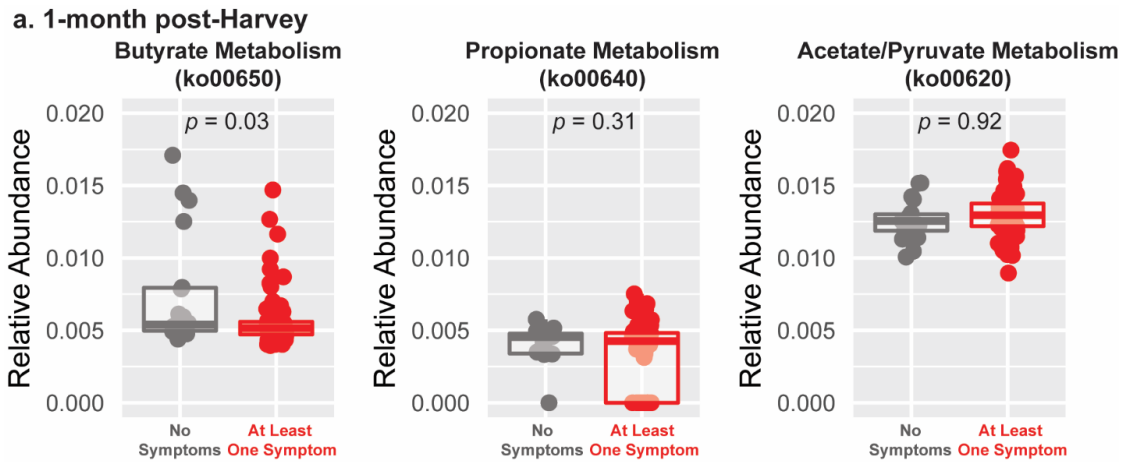 a. 1-month post-Harvey
Butyrate Metabolism
(ko00650)
Relative Abundance
0.020
0.015
0.010
0.005
0.000
p = 0.03
No
Symptoms
At Least
One Symptom
Propionate Metabolism
(ko00640)
Relative Abundance
0.020
0.015
0.010
0.005
0.000
p = 0.31
No
Symptoms
At Least
One Symptom
Acetate/Pyruvate Metabolism
(ko00620)
Relative Abundance
0.020
0.015
0.010
0.005
0.000
p = 0.92
No
Symptoms
At Least
One Symptom